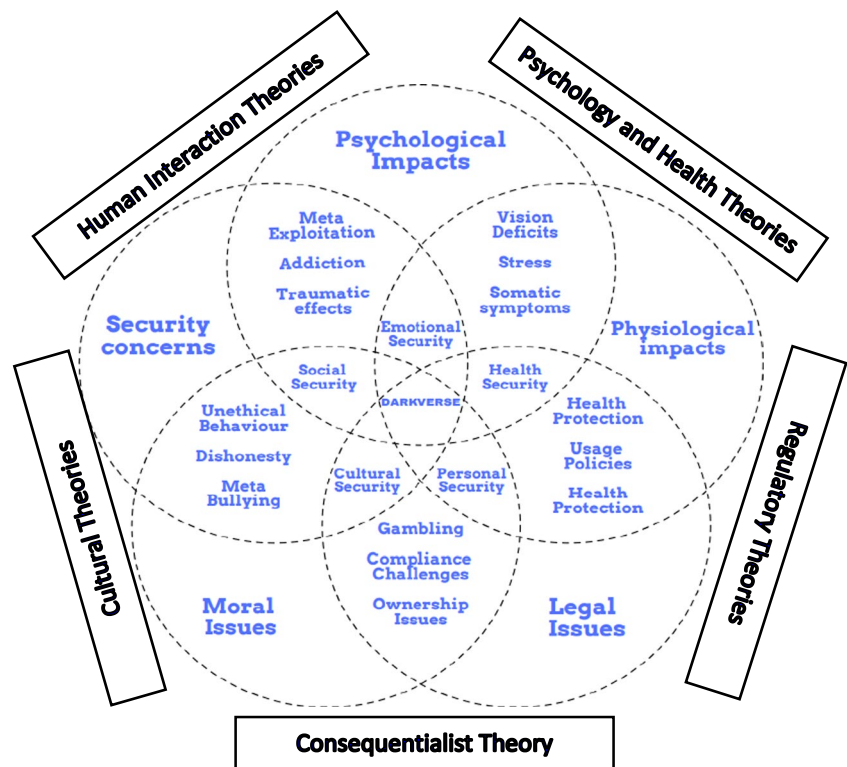 Human Interaction Theories
Psychology and Health Theories
Psychological
Impacts
Meta
Exploitation
Addiction
Traumatic
effects
Vision
Deficits
Stress
Somatic
symptoms
Security
concerns
Emotional
Security
Physiological
impacts
Social
Security
Health
Security
DARKVERSE
Unethical
Behaviour
Dishonesty
Meta
Bullying
Health
Protection
Usage
Policies
Health
Protection
Cultural
Security
Personal
Security
Gambling
Compliance
Challenges
Ownership
Issues
Moral
Issues
Legal
Issues
Cultural Theories
Regulatory Theories
Consequentialist Theory